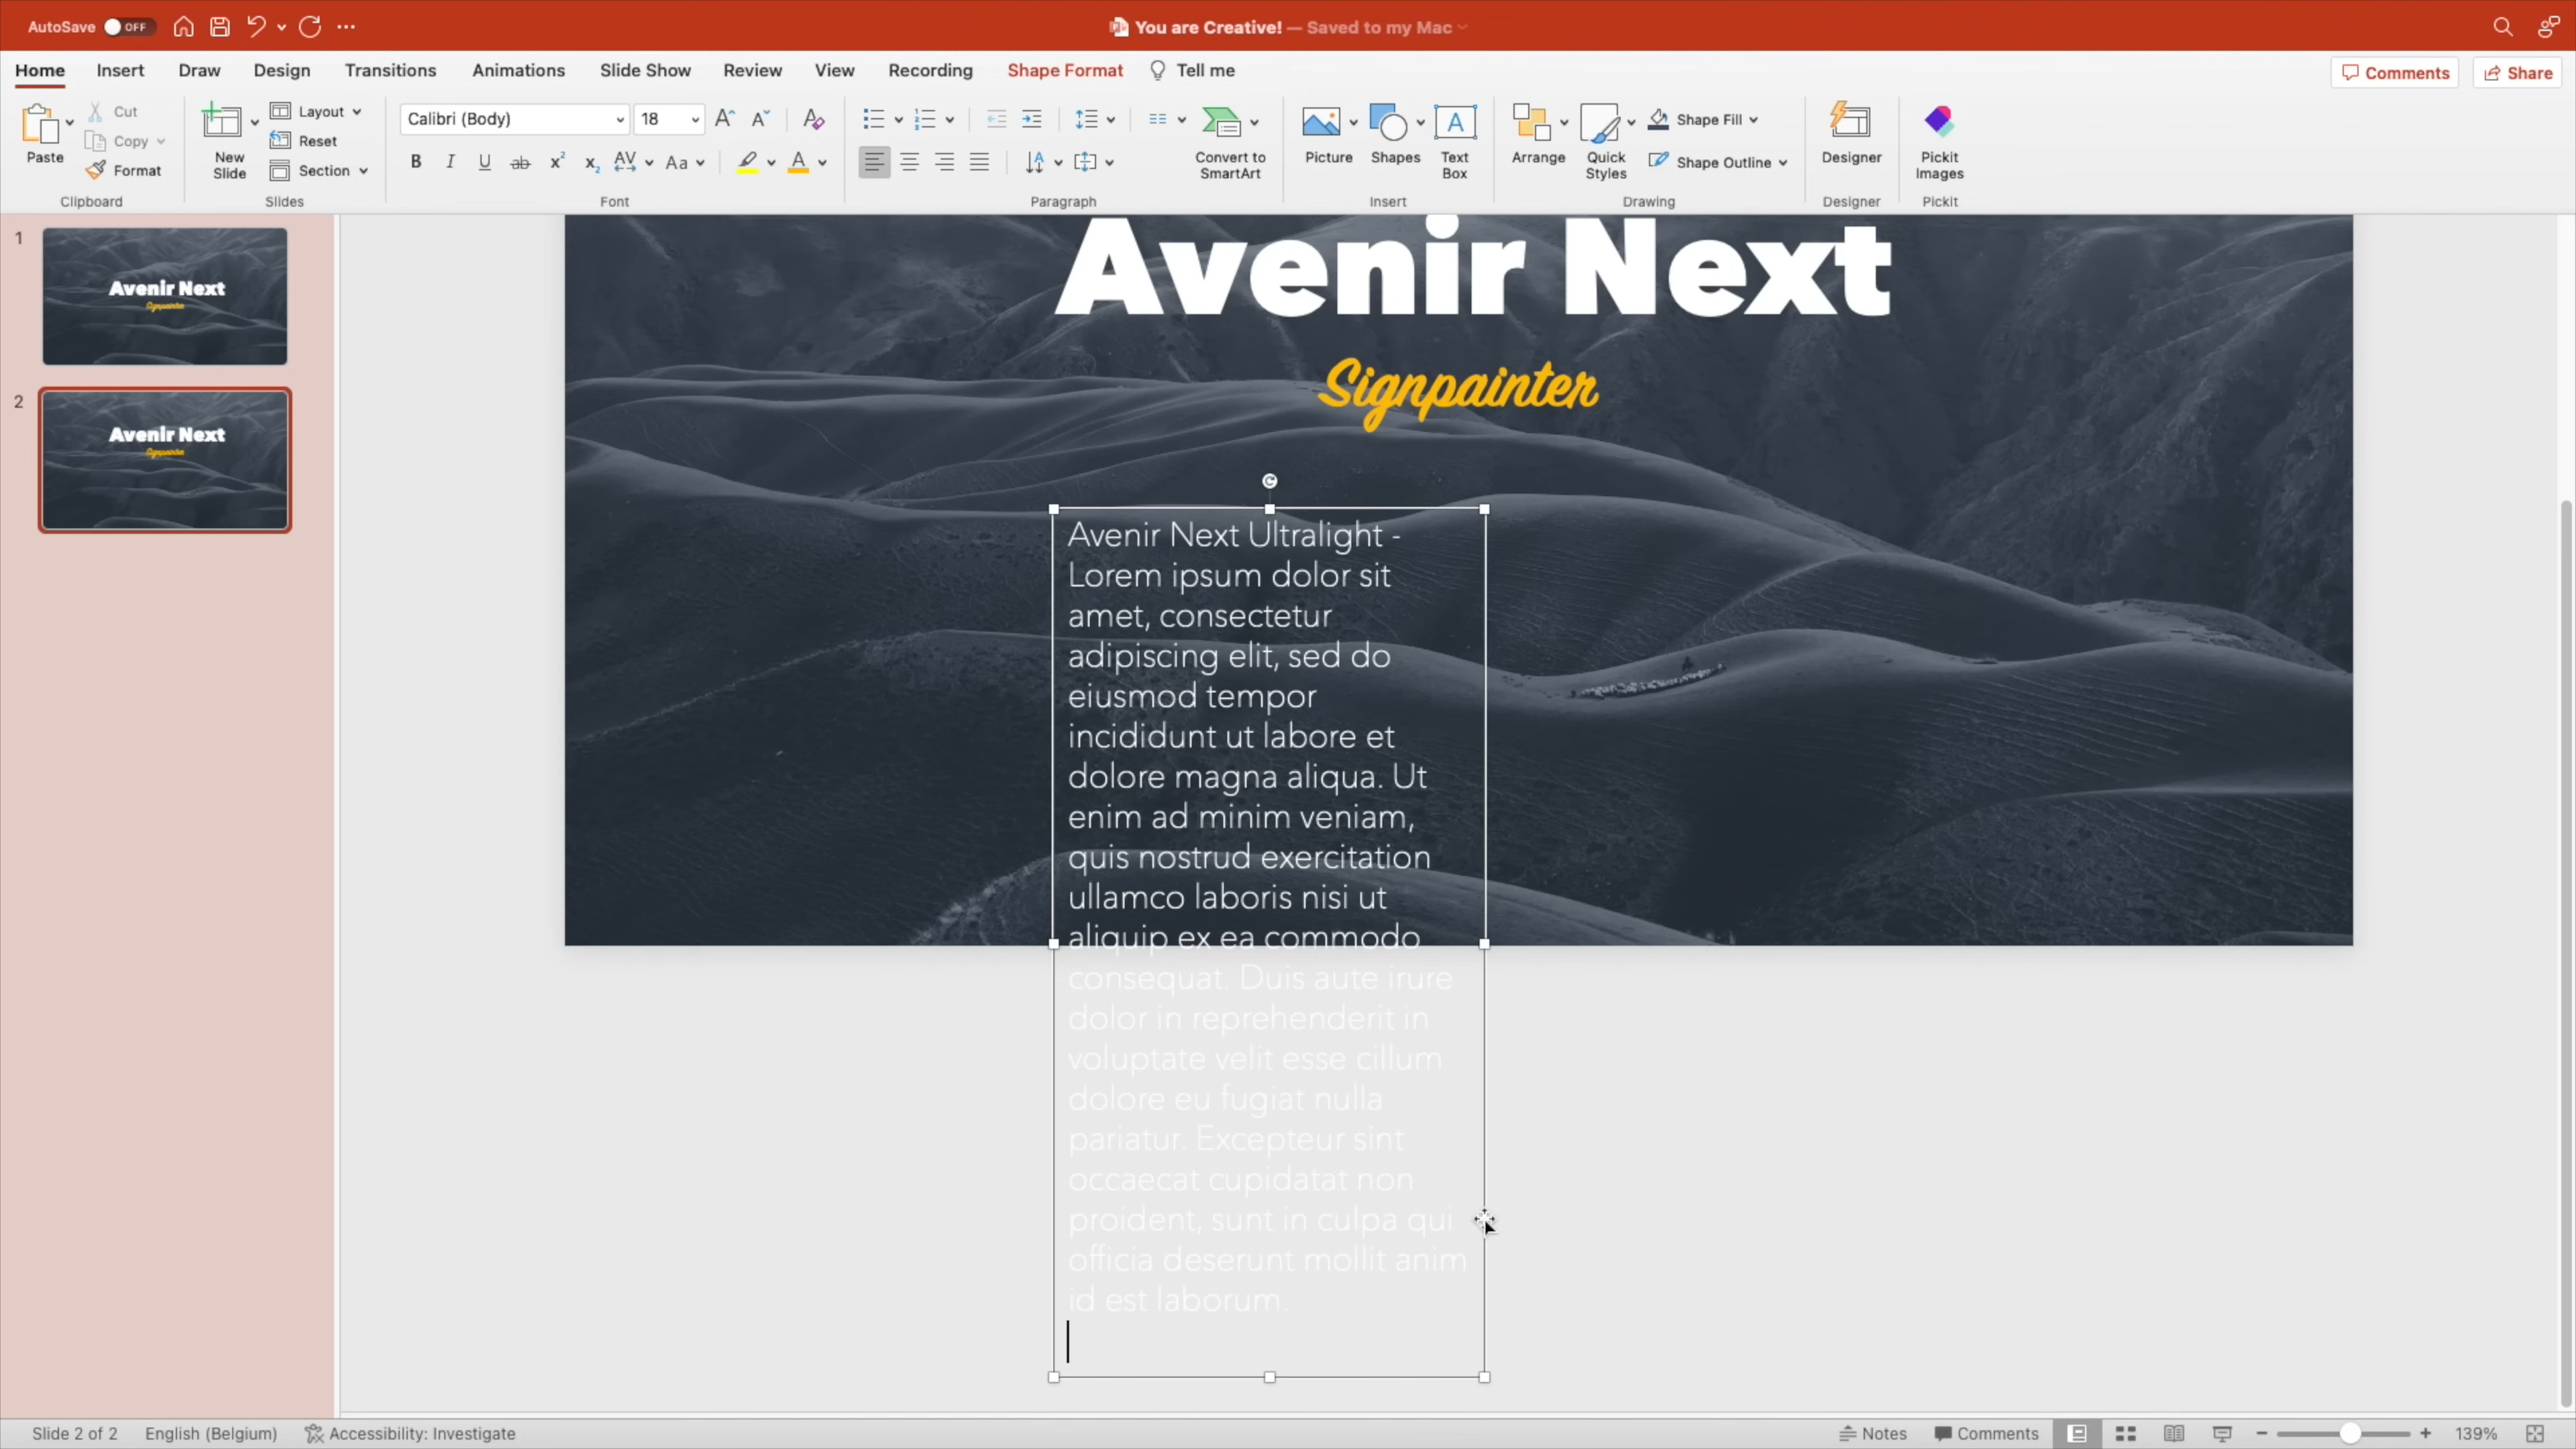 AutoSave OFF
You are Creative! — Saved to my Mac
Home Insert Draw Design Transitions Animations Slide Show Review View Recording Shape Format Tell me
Comments Share
Paste
Cut
Copy
Format
Clipboard
New Slide
Layout
Reset
Section
Slides
Calibri (Body) 18
Font
Paragraph
Convert to SmartArt
Picture Shapes Text Box
Insert
Arrange Quick Styles
Shape Fill
Shape Outline
Drawing
Designer
Designer
Pickit Images
Pickit
1
Avenir Next
Signpainter
2
Avenir Next
Signpainter
Avenir Next
Signpainter
Avenir Next Ultralight -
Lorem ipsum dolor sit
amet, consectetur
adipiscing elit, sed do
eiusmod tempor
incididunt ut labore et
dolore magna aliqua. Ut
enim ad minim veniam,
quis nostrud exercitation
ullamco laboris nisi ut
aliquip ex ea commodo
consequat. Duis aute irure
dolor in reprehenderit in
voluptate velit esse cillum
dolore eu fugiat nulla
pariatur. Excepteur sint
occaecat cupidatat non
proident, sunt in culpa qui
officia deserunt mollit anim
id est laborum.
Slide 2 of 2 English (Belgium) Accessibility: Investigate
Notes Comments 139%